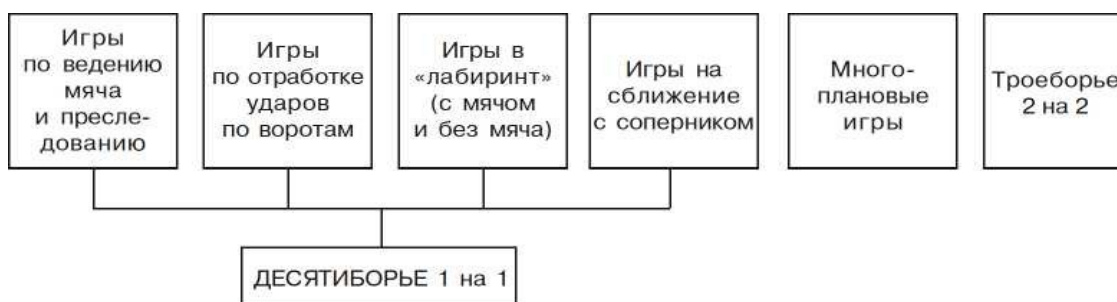 Игры
по ведению
мяча
и пресле-
дованию
Игры
по отработке
ударов
по воротам
Игры в
«лабиринт»
(с мячом
и без мяча)
Игры на
сближение
с соперником
Много-
плановые
игры
Троеборье
2 на 2
ДЕСЯТИБОРЬЕ 1 на 1